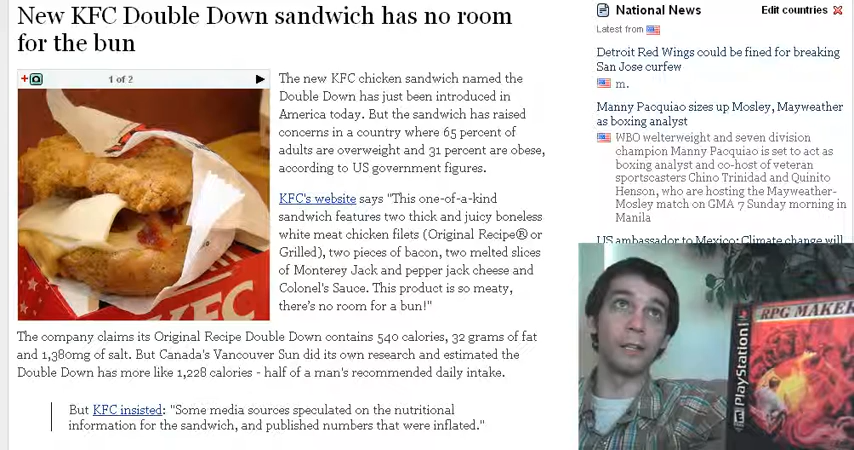 New KFC Double Down sandwich has no room
for the bun
1 of 2
The new KFC chicken sandwich named the
Double Down has just been introduced in
America today. But the sandwich has raised
concerns in a country where 65 percent of
adults are overweight and 31 percent are obese,
according to US government figures.
KFC's website says "This one-of-a-kind
sandwich features two thick and juicy boneless
white meat chicken filets (Original Recipe® or
Grilled), two pieces of bacon, two melted slices
of Monterey Jack and pepper jack cheese and
Colonel's Sauce. This product is so meaty,
there's no room for a bun!"
KFC
The company claims its Original Recipe Double Down contains 540 calories, 32 grams of fat
and 1,380mg of salt. But Canada's Vancouver Sun did its own research and estimated the
Double Down has more like 1,228 calories - half of a man's recommended daily intake.
But KFC insisted: "Some media sources speculated on the nutritional
information for the sandwich, and published numbers that were inflated."
National News
Edit countries
Latest from
Detroit Red Wings could be fined for breaking
San Jose curfew
m.
Manny Pacquiao sizes up Mosley, Mayweather
as boxing analyst
WBO welterweight and seven division
champion Manny Pacquiao is set to act as
boxing analyst and co-host of veteran
sportscasters Chino Trinidad and Quinito
Henson, who are hosting the Mayweather-
Mosley match on GMA 7 Sunday morning in
Manila
US ambassador to Mexico: Climate change will
RPG MAKER
PlayStation